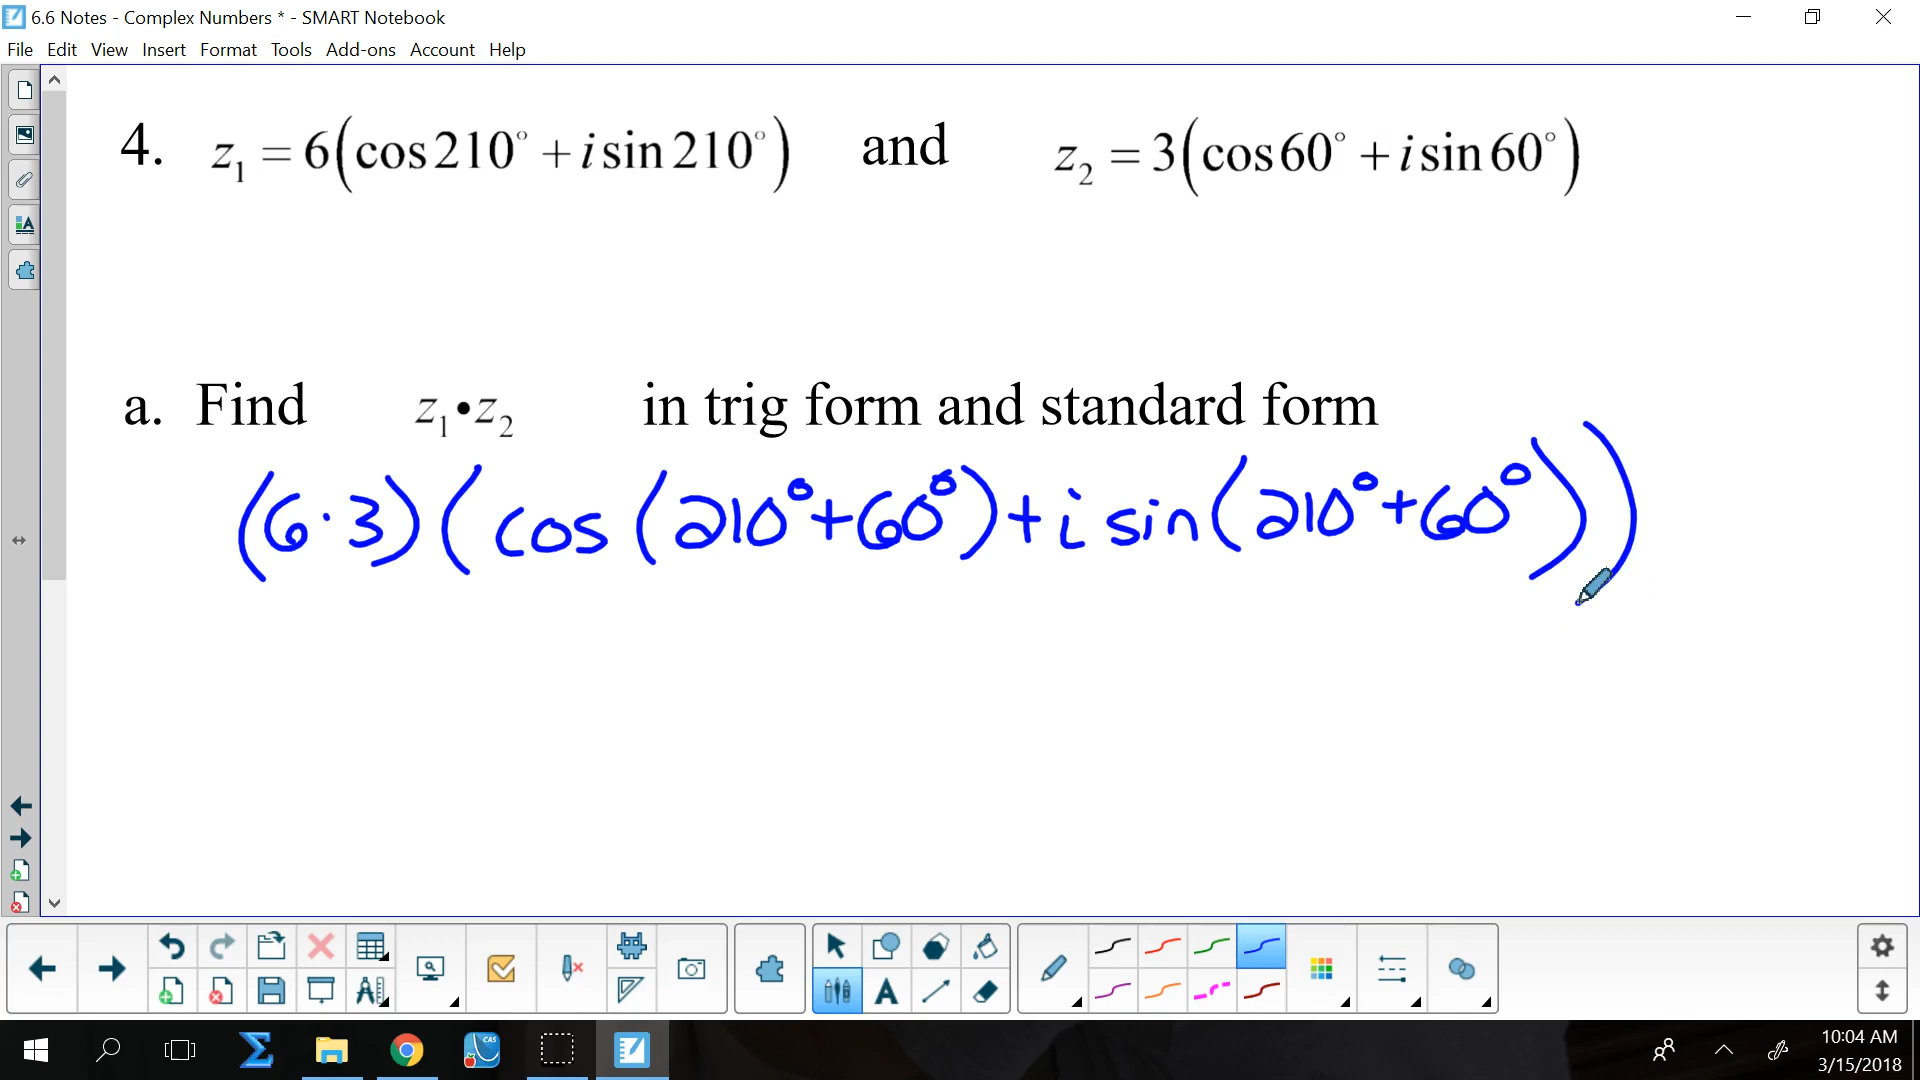 6.6 Notes - Complex Numbers * - SMART Notebook
File Edit View Insert Format Tools Add-ons Account Help
4. z₁ = 6(cos 210° + i sin 210°) and z₂ = 3(cos 60° + i sin 60°)
a. Find z₁•z₂ in trig form and standard form
(6·3)(cos(210°+60°)+i sin(210°+60°))
CAS
10:04 AM
3/15/2018